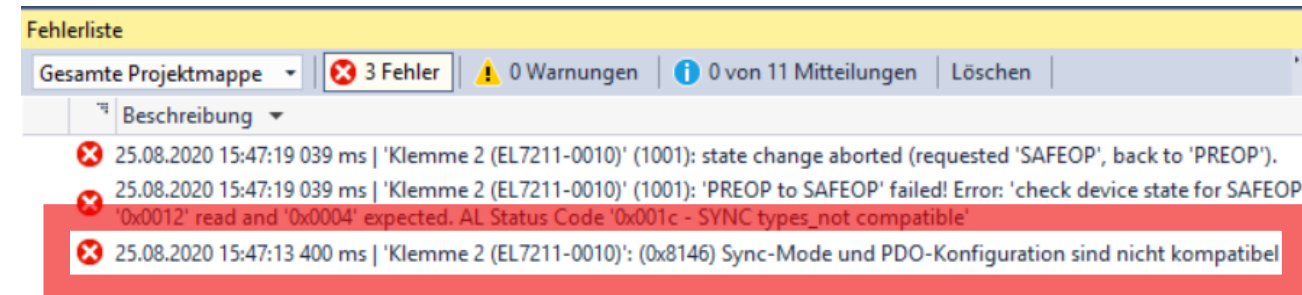 Fehlerliste
Gesamte Projektmappe 3 Fehler 0 Warnungen 0 von 11 Mitteilungen Löschen
Beschreibung
25.08.2020 15:47:19 039 ms | 'Klemme 2 (EL7211-0010)' (1001): state change aborted (requested 'SAFEOP', back to 'PREOP').
25.08.2020 15:47:19 039 ms | 'Klemme 2 (EL7211-0010)' (1001): 'PREOP to SAFEOP' failed! Error: 'check device state for SAFEOP
'0x0012' read and '0x0004' expected. AL Status Code '0x001c - SYNC types_not compatible'
25.08.2020 15:47:13 400 ms | 'Klemme 2 (EL7211-0010)': (0x8146) Sync-Mode und PDO-Konfiguration sind nicht kompatibel